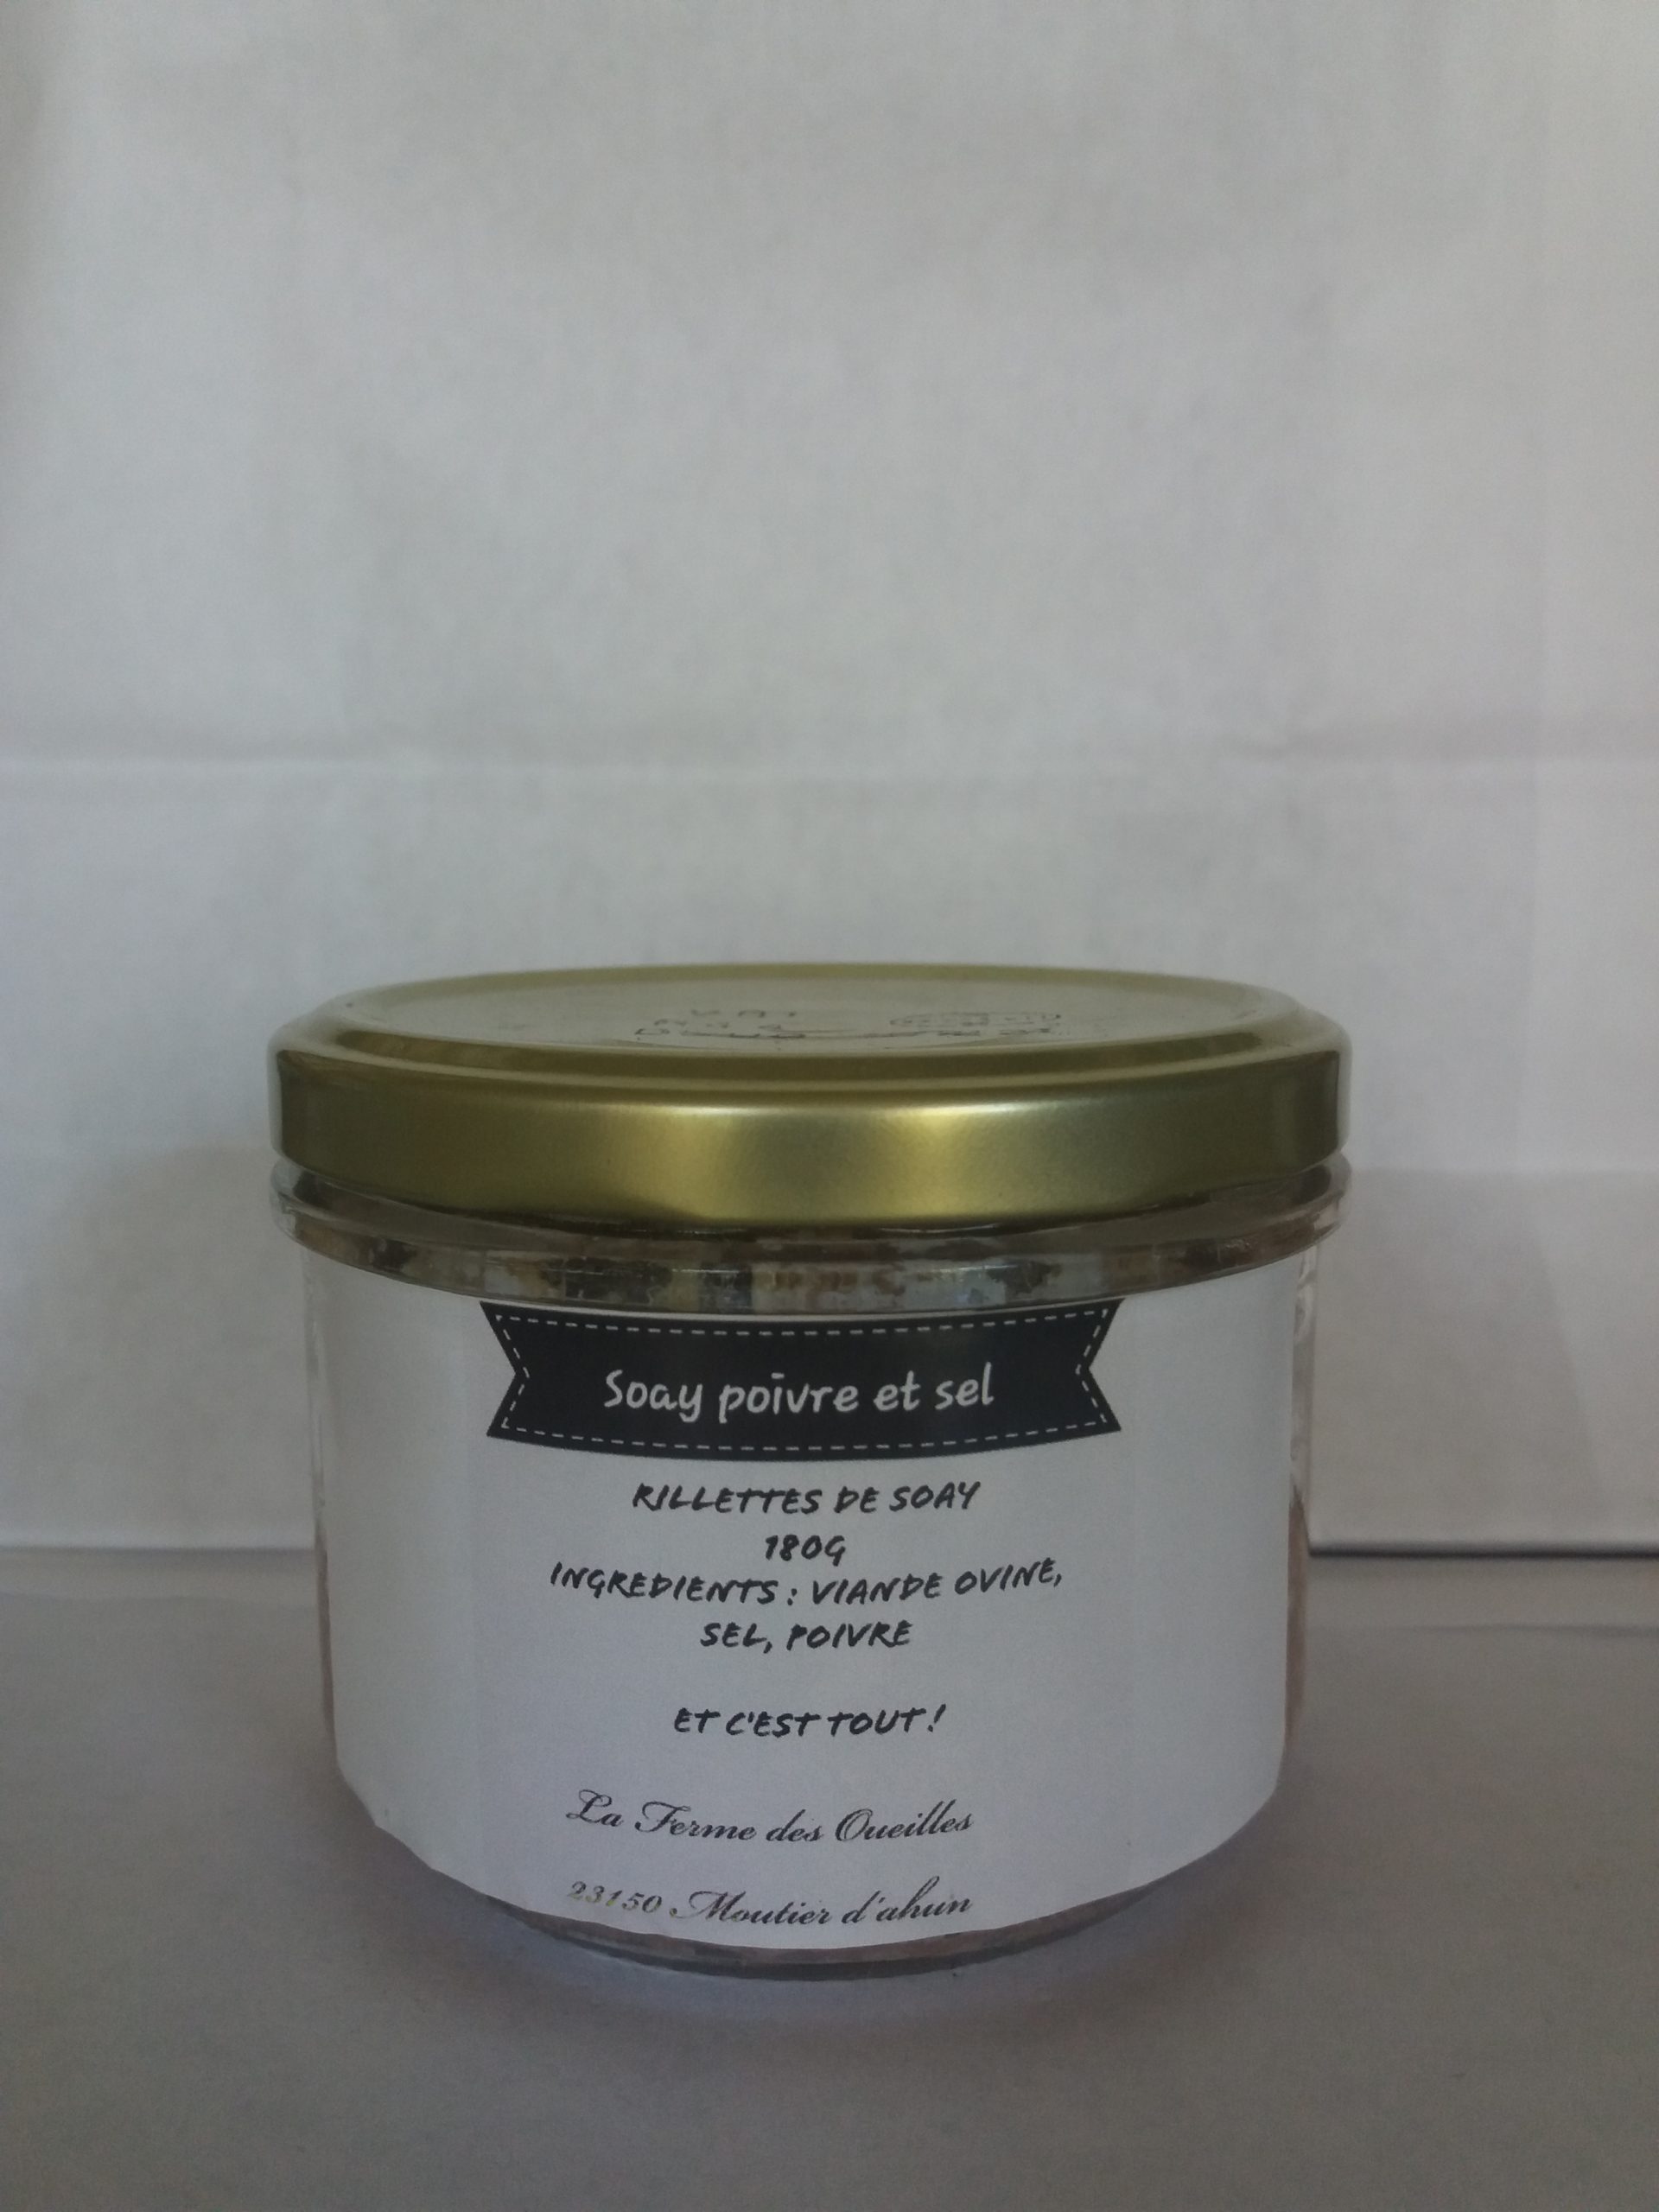 Soay poivre et sel
RILLETTES DE SOAY
180G
INGREDIENTS : VIANDE OVINE,
SEL, POIVRE
ET C'EST TOUT !
La Ferme des Oueilles
23150 Moutier d'ahun